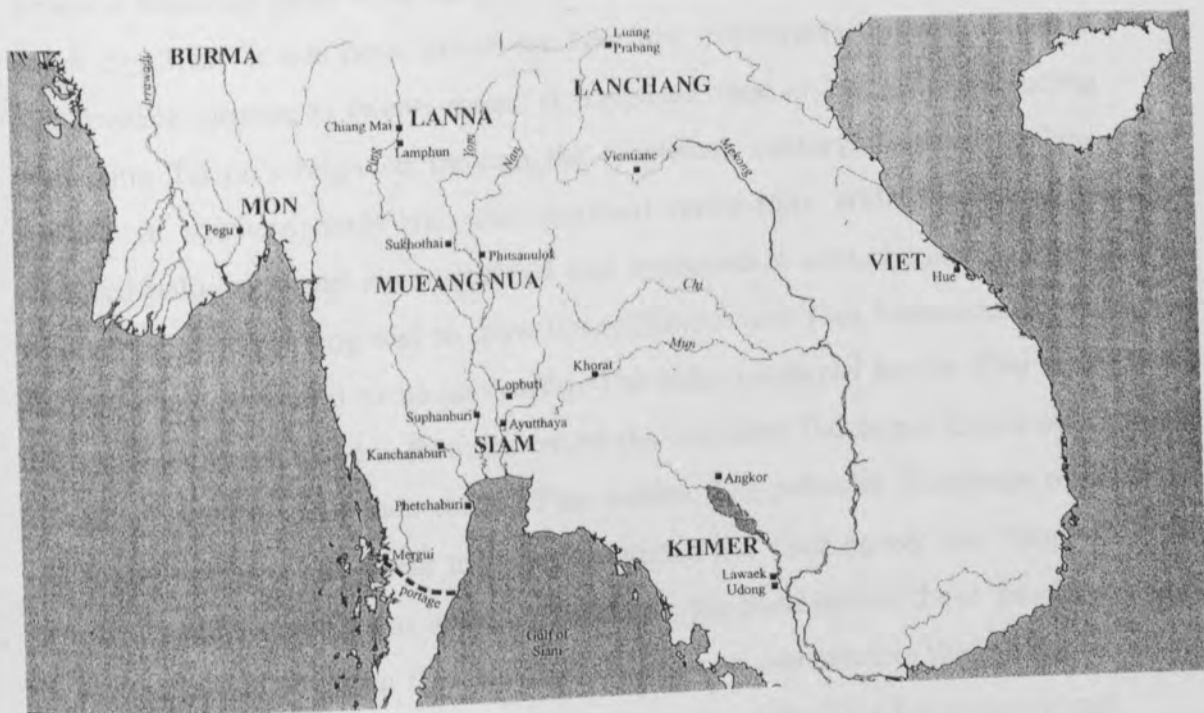 BURMA
Irrawady
Luang
Prabang
LANCHANG
Chiang Mai
LANNA
Lamphun
Ping
Yom
Nan
Vientiane
Mekong
MON
Pegu
Sukhothai
Phitsanulok
MUEANG NUA
VIET
Hue
Chi
Mun
Khorat
Lopburi
Suphanburi
Ayutthaya
SIAM
Kanchanaburi
Angkor
Phetchaburi
KHMER
Mergui
portage
Lawaek
Udong
Gulf of
Siam